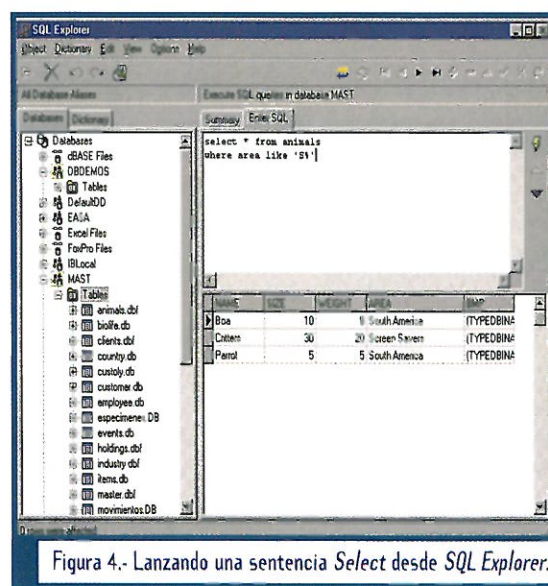 SQL Explorer
Object Dictionary Edit View Options Help
All Database Aliases
Execute SQL queries in database MAST
Databases Dictionary
Summary Enter SQL
select * from animals
where area like 'S%'
Databases
dBASE Files
DBDEMOS
Tables
DefaultDD
EASA
Excel Files
FoxPro Files
IBLocal
MAST
Tables
animals.dbf
biolife.db
clients.dbf
country.db
custoly.db
customer.db
employee.db
especimenes.DB
events.db
holdings.dbf
industry.dbf
items.db
master.dbf
movimientos.DB
NAME SIZE WEIGHT AREA BMP
Boa 10 8 South America (TYPEDBINA
Critters 30 20 Screen Savers (TYPEDBINA
Parrot 5 5 South America (TYPEDBINA
0 rows were affected
Figura 4.- Lanzando una sentencia Select desde SQL Explorer.